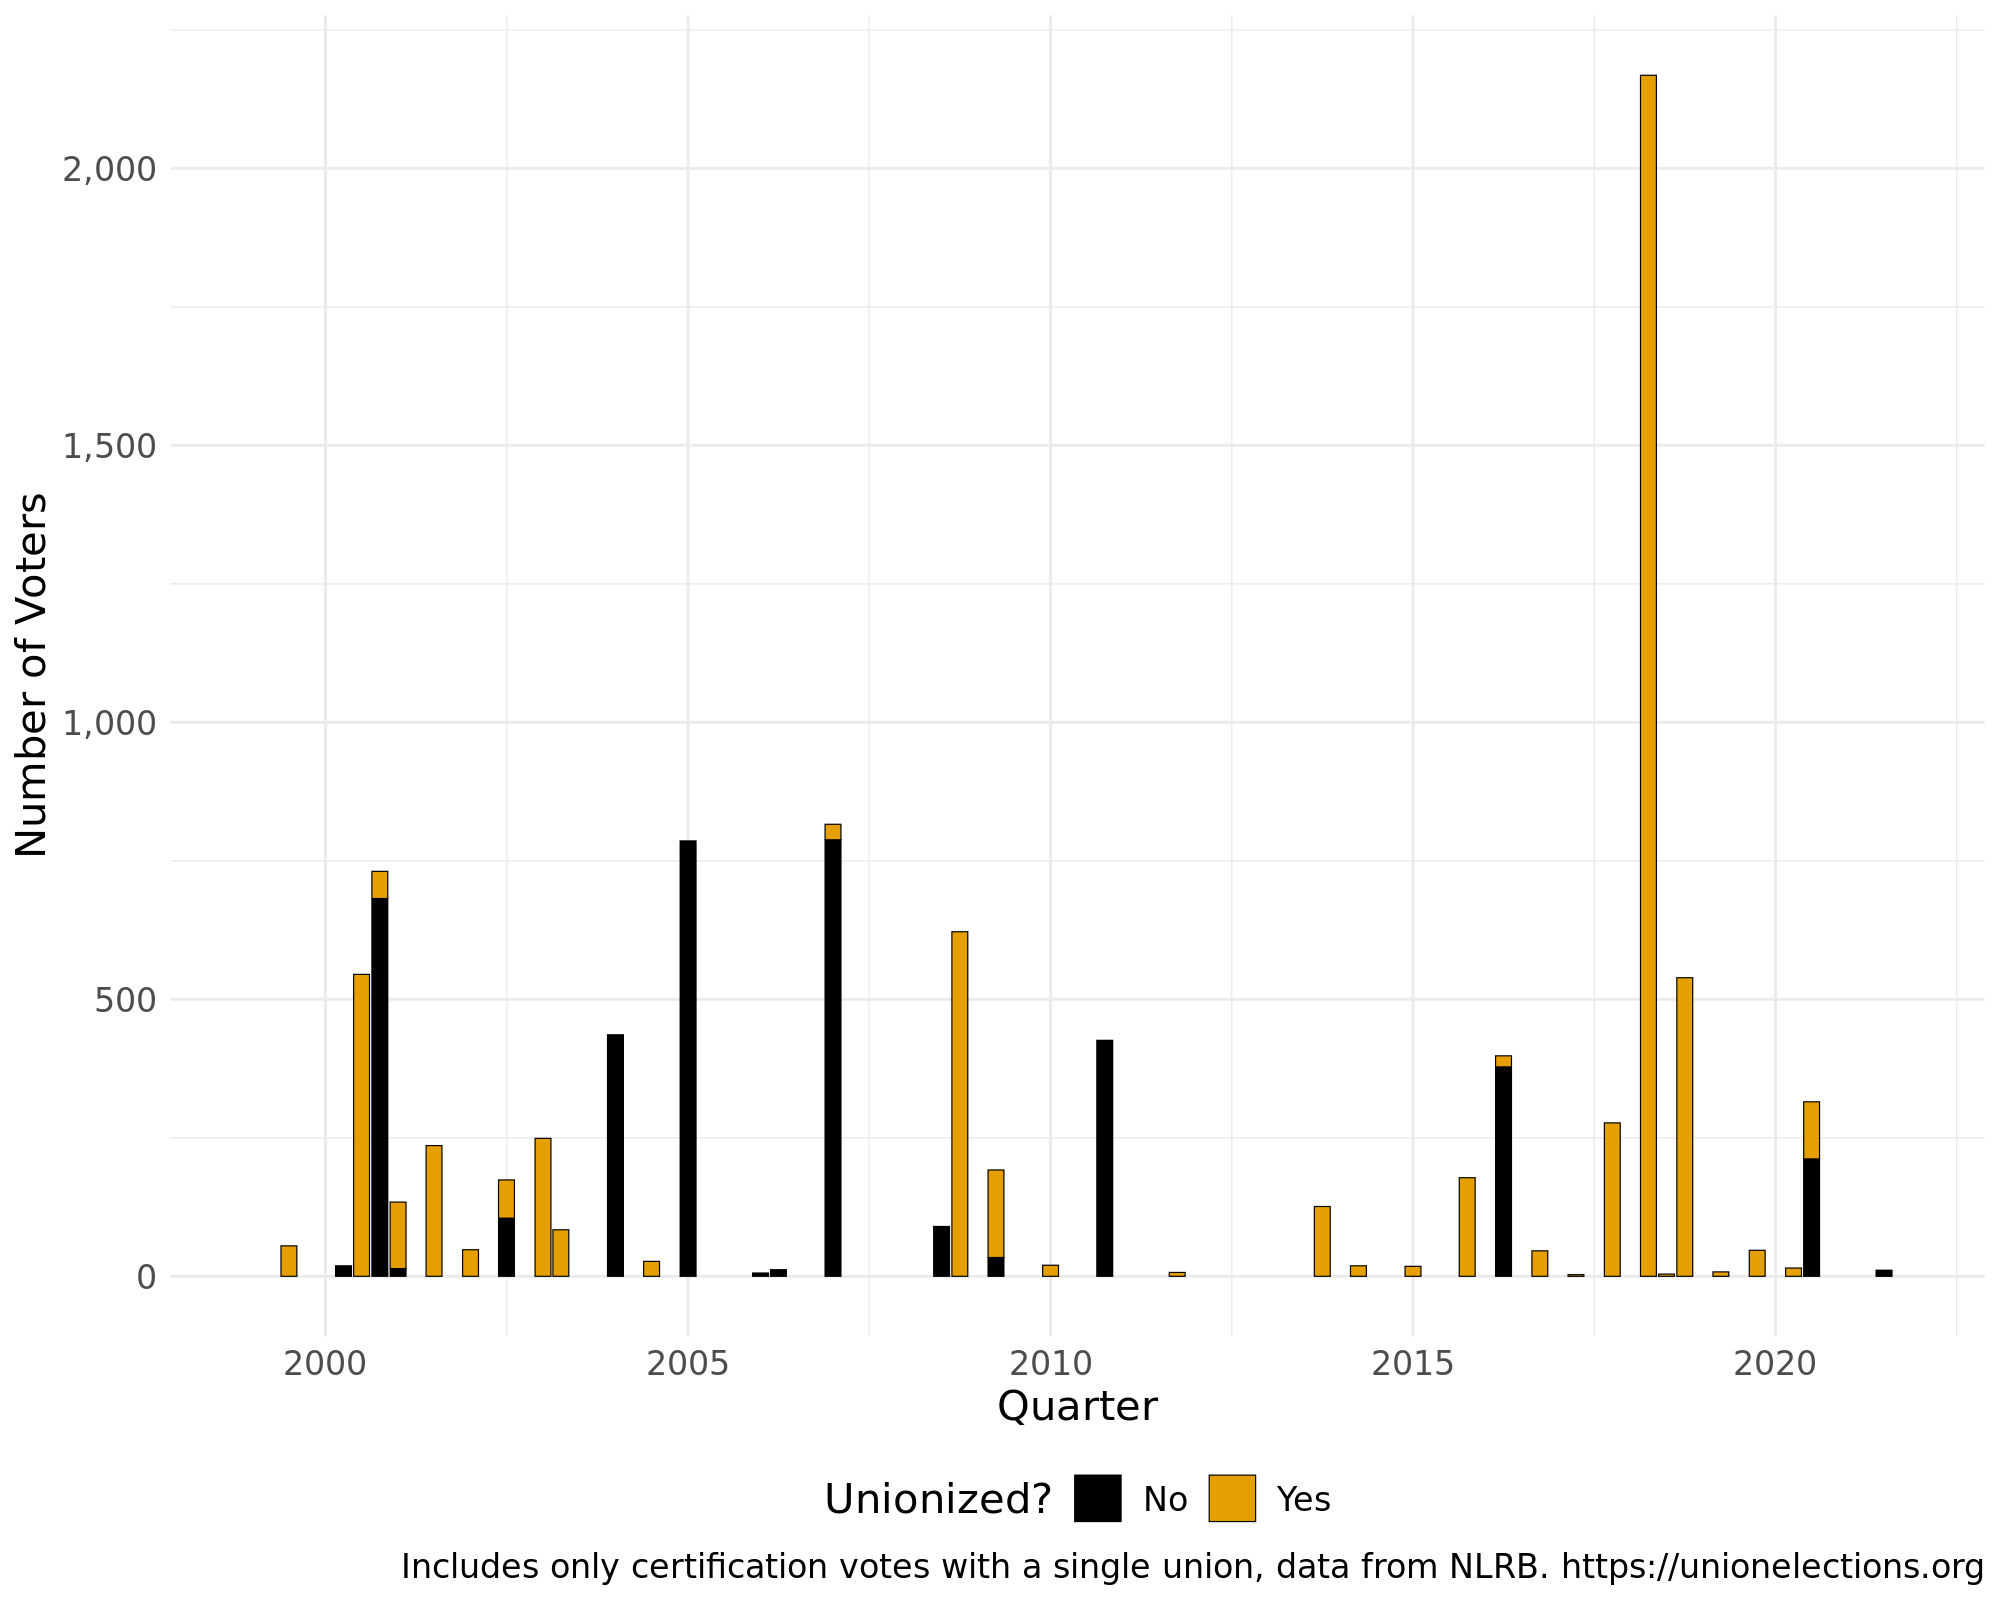 Number of Voters
2,000
1,500
1,000
500
0
2000 2005 2010 2015 2020
Quarter
Unionized? No Yes
Includes only certification votes with a single union, data from NLRB. https://unionelections.org